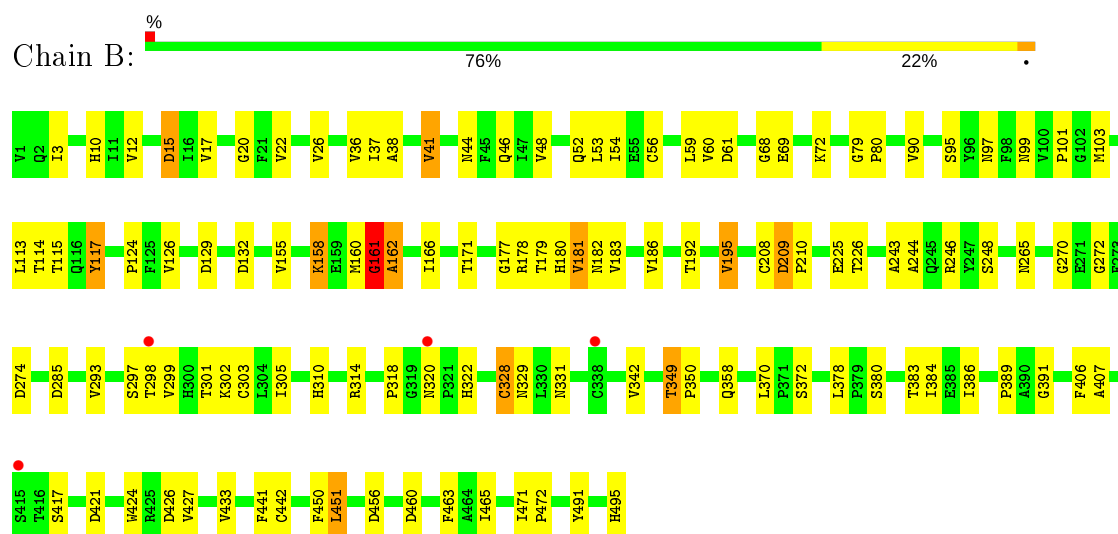 %
Chain B:
76% 22% •
V1 Q2 I3 H10 I11 V12 D15 I16 V17 G20 F21 V22 V26 V36 I37 A38 V41 N44 F45 Q46 I47 V48 Q52 L53 I54 E55 C56 L59 V60 D61 G68 E69 K72 G79 P80 V90 S95 Y96 N97 F98 N99 V100 P101 G102 M103
L113 T114 T115 Q116 Y117 P124 F125 V126 D129 D132 V155 K158 E159 M160 G161 A162 I166 T171 G177 R178 T179 H180 V181 N182 V183 V186 T192 V195 C208 D209 P210 E225 T226 A243 A244 Q245 R246 Y247 S248 N265 G270 E271 G272
D274 D285 V293 S297 T298 V299 H300 T301 K302 C303 L304 I305 H310 R314 P318 G319 N320 P321 H322 C328 N329 L330 N331 C338 V342 T349 P350 Q358 L370 P371 S372 L378 P379 S380 T383 I384 E385 I386 P389 A390 G391 F406 A407
S415 T416 S417 D421 W424 R425 D426 V427 V433 F441 C442 F450 L451 D456 D460 F463 A464 I465 I471 P472 Y491 H495